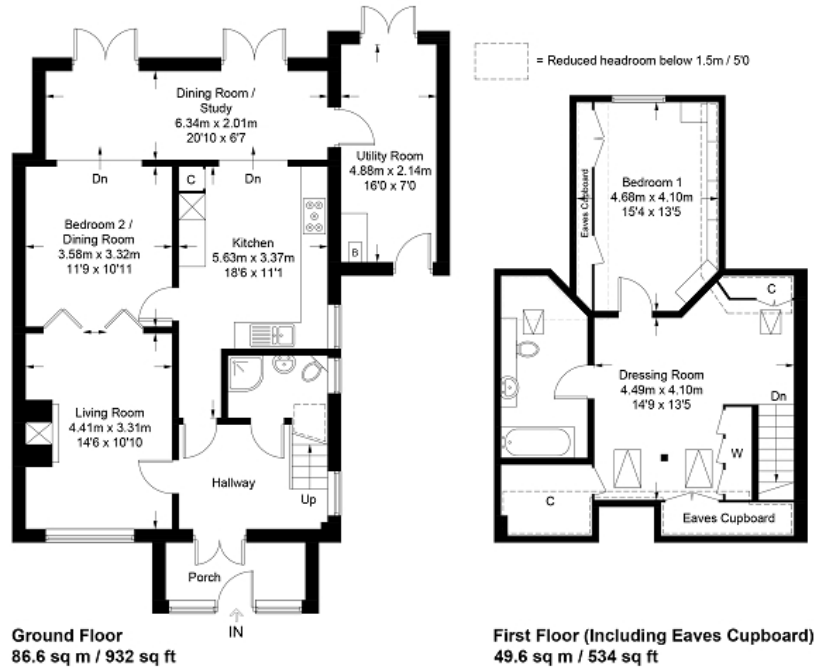 = Reduced headroom below 1.5m / 5'0
Dining Room /
Study
6.34m x 2.01m
20'10 x 6'7
Utility Room
4.88m x 2.14m
16'0 x 7'0
B
Dn
C
Dn
Bedroom 2 /
Dining Room
3.58m x 3.32m
11'9 x 10'11
Kitchen
5.63m x 3.37m
18'6 x 11'1
Living Room
4.41m x 3.31m
14'6 x 10'10
Hallway
Up
Porch
IN
Ground Floor
86.6 sq m / 932 sq ft
Eaves Cupboard
Bedroom 1
4.68m x 4.10m
15'4 x 13'5
C
Dressing Room
4.49m x 4.10m
14'9 x 13'5
Dn
W
C
Eaves Cupboard
First Floor (Including Eaves Cupboard)
49.6 sq m / 534 sq ft